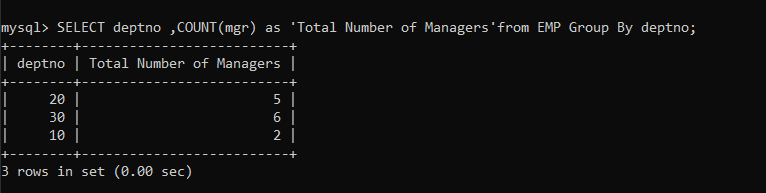 mysql> SELECT deptno ,COUNT(mgr) as 'Total Number of Managers'from EMP Group By deptno;
+--------+--------------------------+
| deptno | Total Number of Managers |
+--------+--------------------------+
|     20 |                        5 |
|     30 |                        6 |
|     10 |                        2 |
+--------+--------------------------+
3 rows in set (0.00 sec)